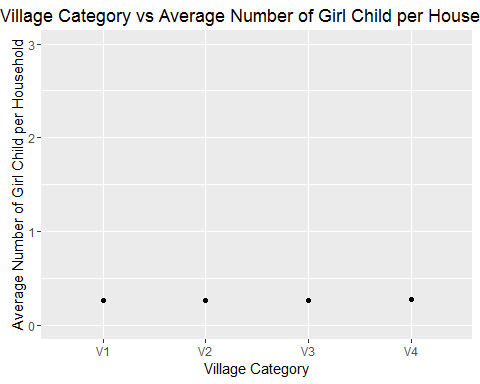 Village Category vs Average Number of Girl Child per House
Average Number of Girl Child per Household
3
2
1
0
V1 V2 V3 V4
Village Category